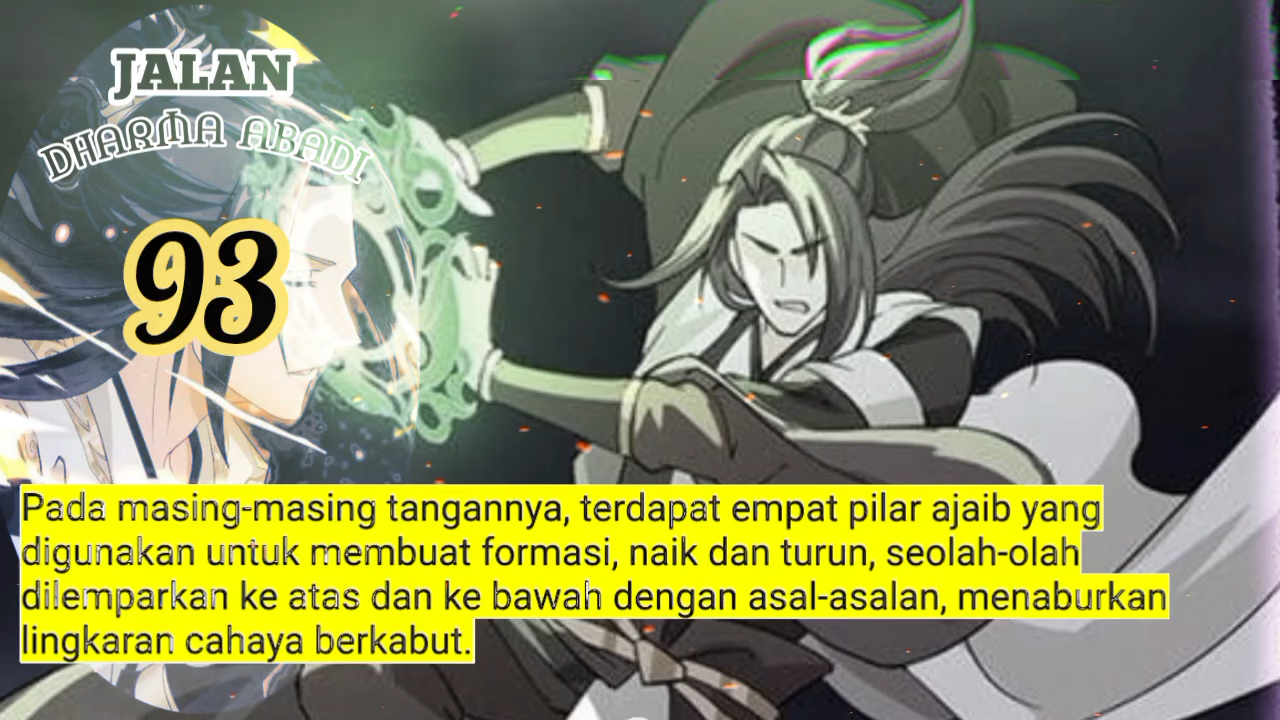 JALAN
DHARMA ABADI
93
Pada masing-masing tangannya, terdapat empat pilar ajaib yang
digunakan untuk membuat formasi, naik dan turun, seolah-olah
dilemparkan ke atas dan ke bawah dengan asal-asalan, menaburkan
lingkaran cahaya berkabut.